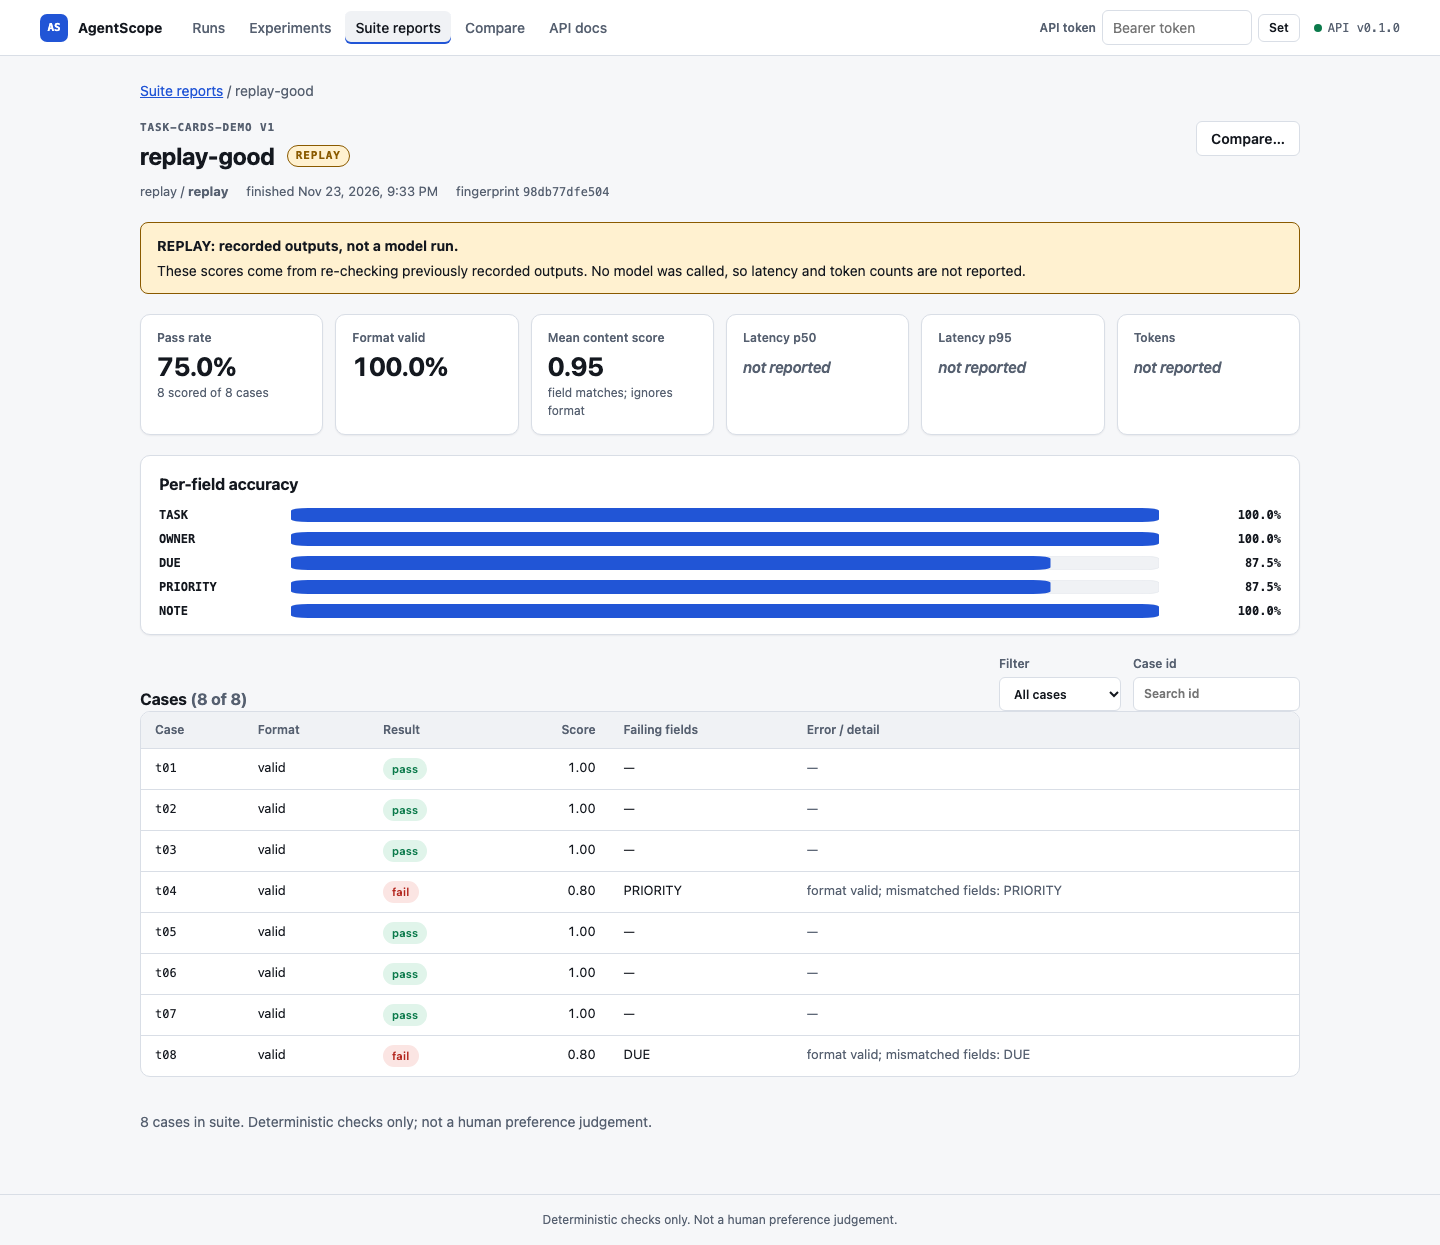 AS AgentScope Runs Experiments Suite reports Compare API docs API token Bearer token Set API v0.1.0
Suite reports / replay-good
TASK-CARDS-DEMO V1
replay-good REPLAY
Compare...
replay / replay finished Nov 23, 2026, 9:33 PM fingerprint 98db77dfe504
REPLAY: recorded outputs, not a model run.
These scores come from re-checking previously recorded outputs. No model was called, so latency and token counts are not reported.
Pass rate
75.0%
8 scored of 8 cases
Format valid
100.0%
Mean content score
0.95
field matches; ignores
format
Latency p50
not reported
Latency p95
not reported
Tokens
not reported
Per-field accuracy
TASK 100.0%
OWNER 100.0%
DUE 87.5%
PRIORITY 87.5%
NOTE 100.0%
Filter Case id
Cases (8 of 8) All cases Search id
Case Format Result Score Failing fields Error / detail
t01 valid pass 1.00 — —
t02 valid pass 1.00 — —
t03 valid pass 1.00 — —
t04 valid fail 0.80 PRIORITY format valid; mismatched fields: PRIORITY
t05 valid pass 1.00 — —
t06 valid pass 1.00 — —
t07 valid pass 1.00 — —
t08 valid fail 0.80 DUE format valid; mismatched fields: DUE
8 cases in suite. Deterministic checks only; not a human preference judgement.
Deterministic checks only. Not a human preference judgement.